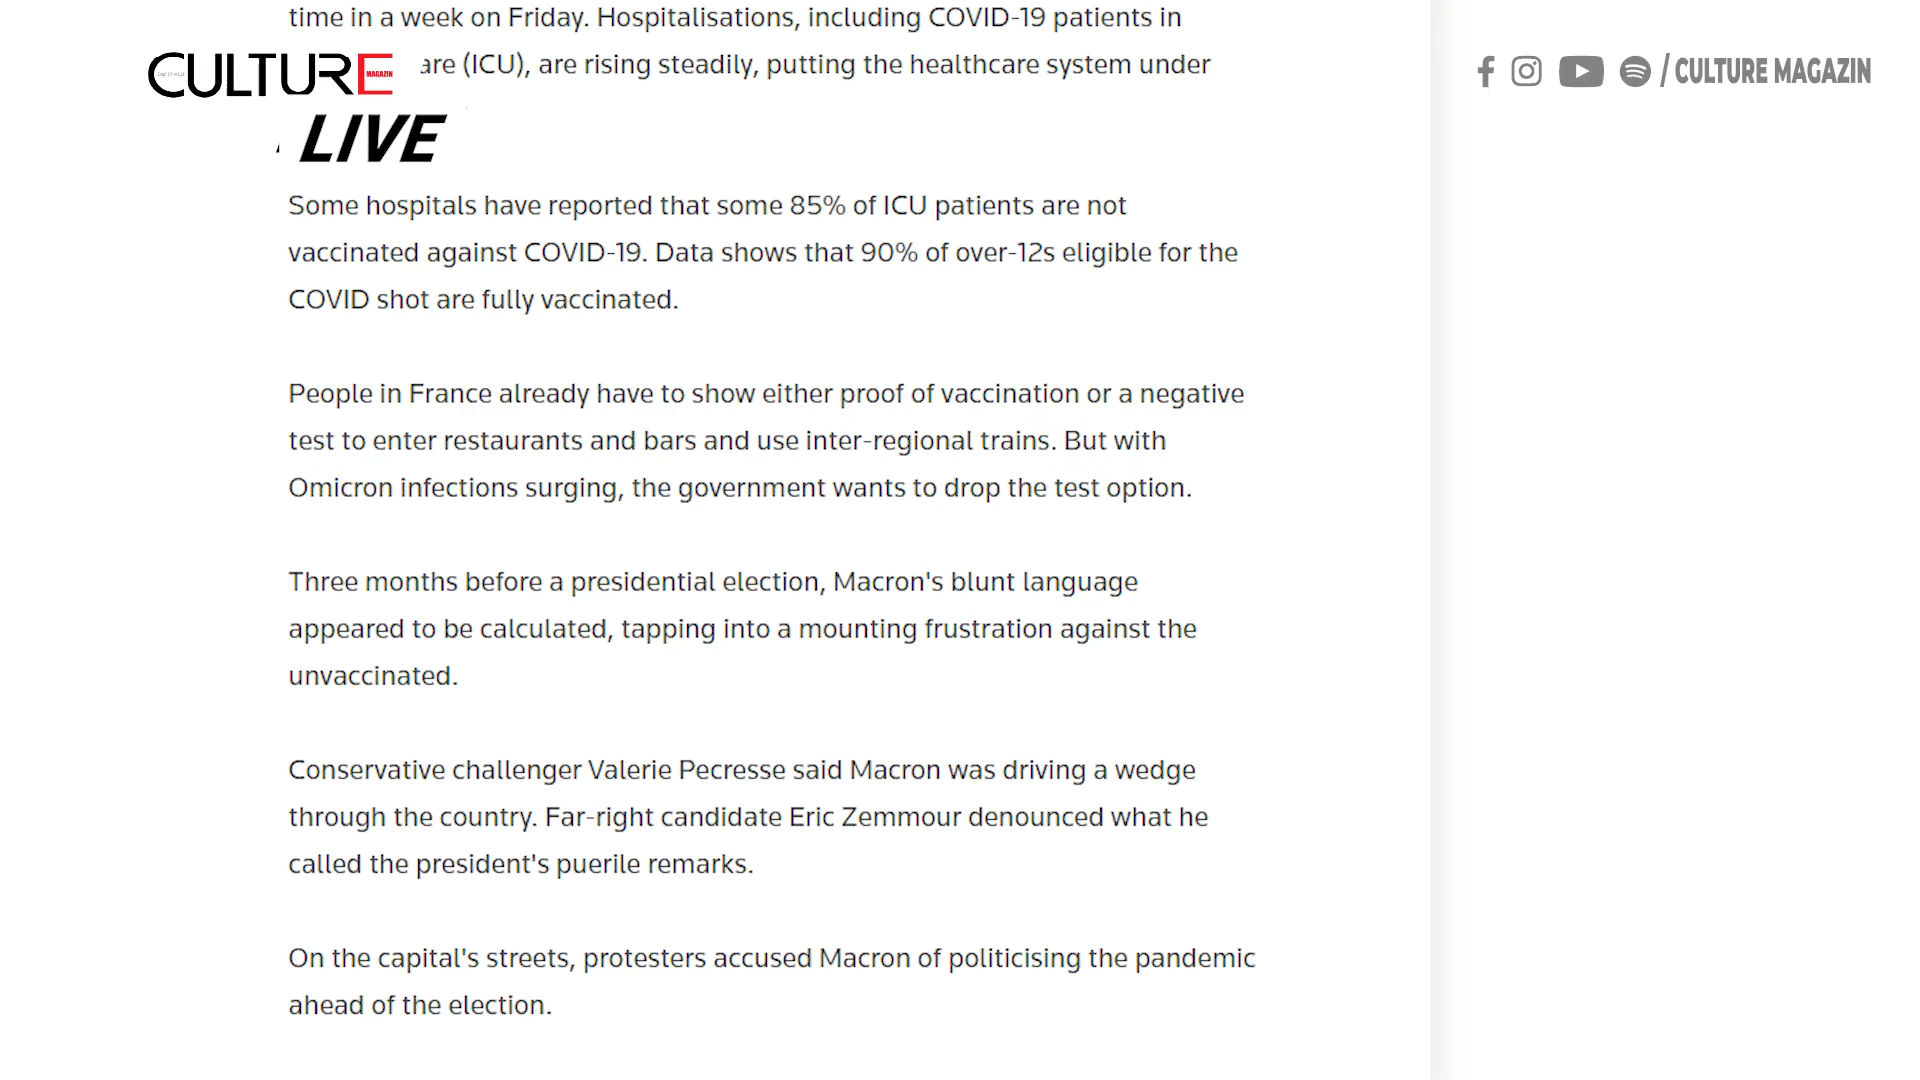 time in a week on Friday. Hospitalisations, including COVID-19 patients in
are (ICU), are rising steadily, putting the healthcare system under
CULTURE
MAGAZIN
LIVE
/ CULTURE MAGAZIN
Some hospitals have reported that some 85% of ICU patients are not
vaccinated against COVID-19. Data shows that 90% of over-12s eligible for the
COVID shot are fully vaccinated.
People in France already have to show either proof of vaccination or a negative
test to enter restaurants and bars and use inter-regional trains. But with
Omicron infections surging, the government wants to drop the test option.
Three months before a presidential election, Macron's blunt language
appeared to be calculated, tapping into a mounting frustration against the
unvaccinated.
Conservative challenger Valerie Pecresse said Macron was driving a wedge
through the country. Far-right candidate Eric Zemmour denounced what he
called the president's puerile remarks.
On the capital's streets, protesters accused Macron of politicising the pandemic
ahead of the election.